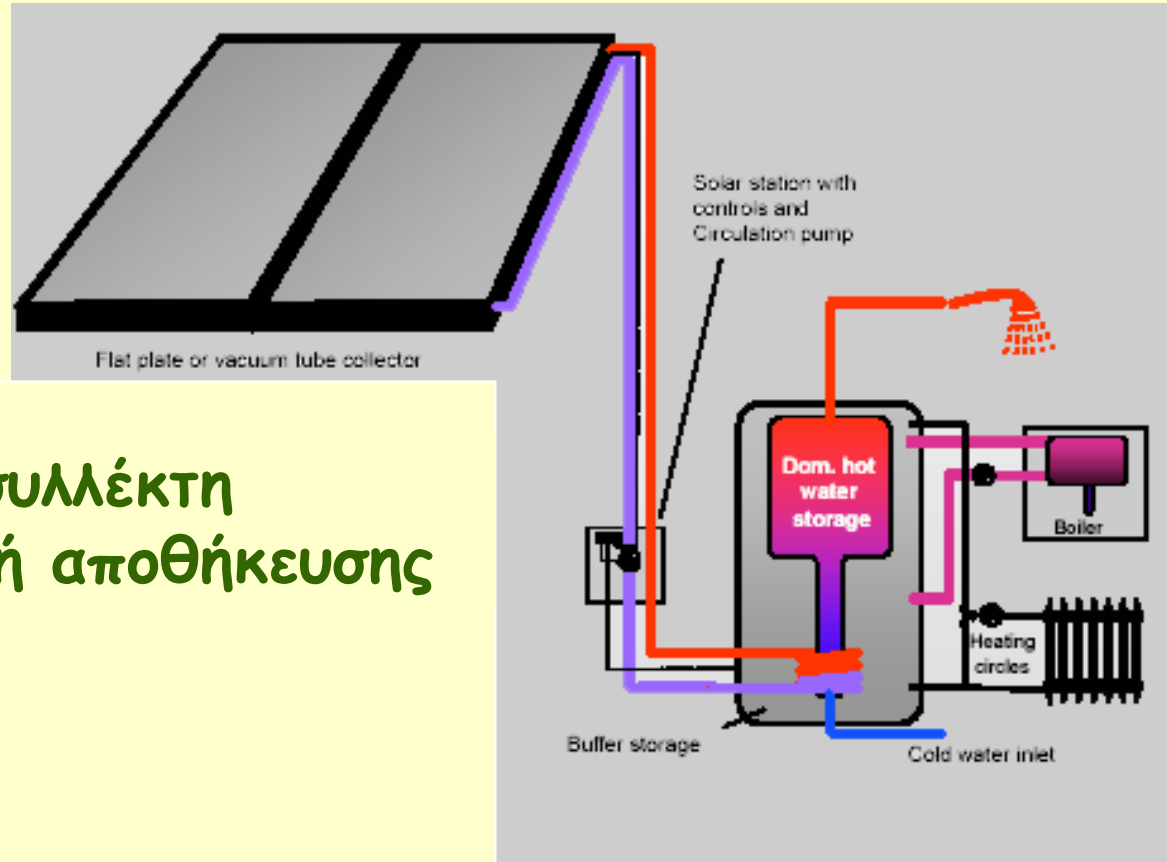 Solar station with
controls and
Circulation pump
Flat plate or vacuum tube collector
συλλέκτη
ή αποθήκευσης
Dom. hot
water
storage
Boiler
Heating
circles
Buffer storage
Cold water inlet